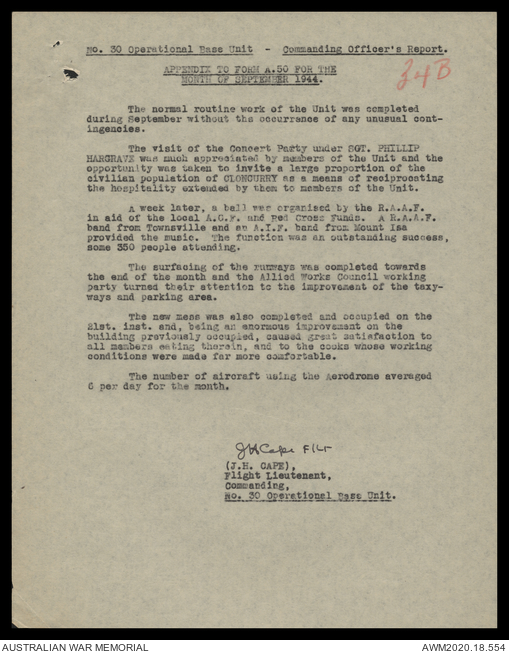 No. 30 Operational Base Unit - Commanding Officer's Report.
APPENDIX TO FORM A.50 FOR THE
MONTH OF SEPTEMBER 1944.
34B
The normal routine work of the Unit was completed
during September without the occurrence of any unusual cont-
ingencies.
The visit of the Concert Party under SGT. PHILLIP
HARGRAVE was much appreciated by members of the Unit and the
opportunity was taken to invite a large proportion of the
civilian population of CLONCURRY as a means of reciprocating
the hospitality extended by them to members of the Unit.
A week later, a ball was organised by the R.A.A.F.
in aid of the local A.C.F. and Red Cross Funds. A R.A.A.F.
band from Townsville and an A.I.F. band from Mount Isa
provided the music. The function was an outstanding success,
some 350 people attending.
The surfacing of the runways was completed towards
the end of the month and the Allied Works Council working
party turned their attention to the improvement of the taxy-
ways and parking area.
The new mess was also completed and occupied on the
21st. inst. and, being an enormous improvement on the
building previously occupied, caused great satisfaction to
all members eating therein, and to the cooks whose working
conditions were made far more comfortable.
The number of aircraft using the Aerodrome averaged
6 per day for the month.
JHCape F/Lt
(J.H. CAPE),
Flight Lieutenant,
Commanding,
No. 30 Operational Base Unit.
AUSTRALIAN WAR MEMORIAL
AWM2020.18.554